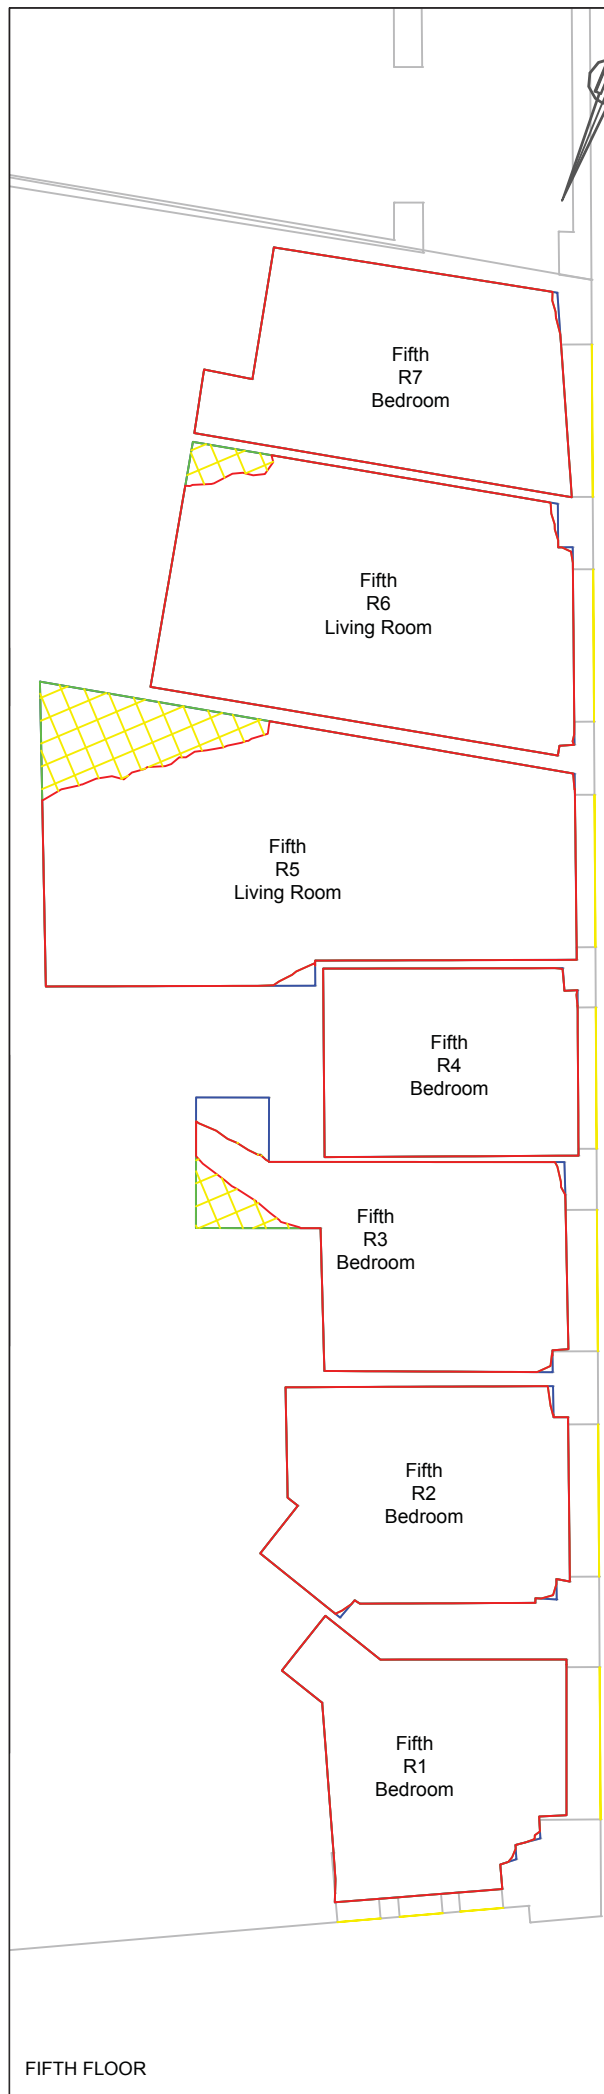 Fifth
R7
Bedroom
Fifth
R6
Living Room
Fifth
R5
Living Room
Fifth
R4
Bedroom
Fifth
R3
Bedroom
Fifth
R2
Bedroom
Fifth
R1
Bedroom
FIFTH FLOOR